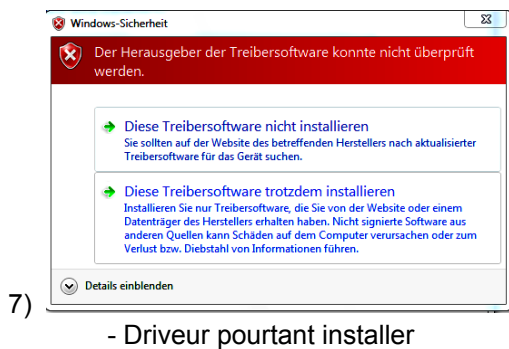 Windows-Sicherheit
Der Herausgeber der Treibersoftware konnte nicht überprüft
werden.
Diese Treibersoftware nicht installieren
Sie sollten auf der Website des betreffenden Herstellers nach aktualisierter
Treibersoftware für das Gerät suchen.
Diese Treibersoftware trotzdem installieren
Installieren Sie nur Treibersoftware, die Sie von der Website oder einem
Datenträger des Herstellers erhalten haben. Nicht signierte Software aus
anderen Quellen kann Schäden auf dem Computer verursachen oder zum
Verlust bzw. Diebstahl von Informationen führen.
Details einblenden
7)
- Driveur pourtant installer